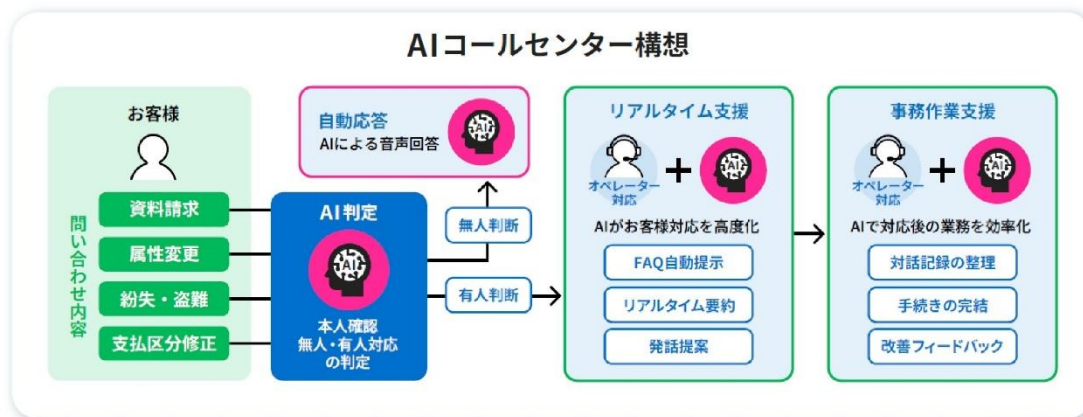 AIコールセンター構想
お客様
問い合わせ内容
資料請求
属性変更
紛失・盗難
支払区分修正
AI判定
AI
本人確認
無人・有人対応
の判定
自動応答
AIによる音声回答
AI
無人判断
有人判断
リアルタイム支援
オペレーター
対応
+
AI
AIがお客様対応を高度化
FAQ自動提示
リアルタイム要約
発話提案
事務作業支援
オペレーター
対応
+
AI
AIで対応後の業務を効率化
対話記録の整理
手続きの完結
改善フィードバック